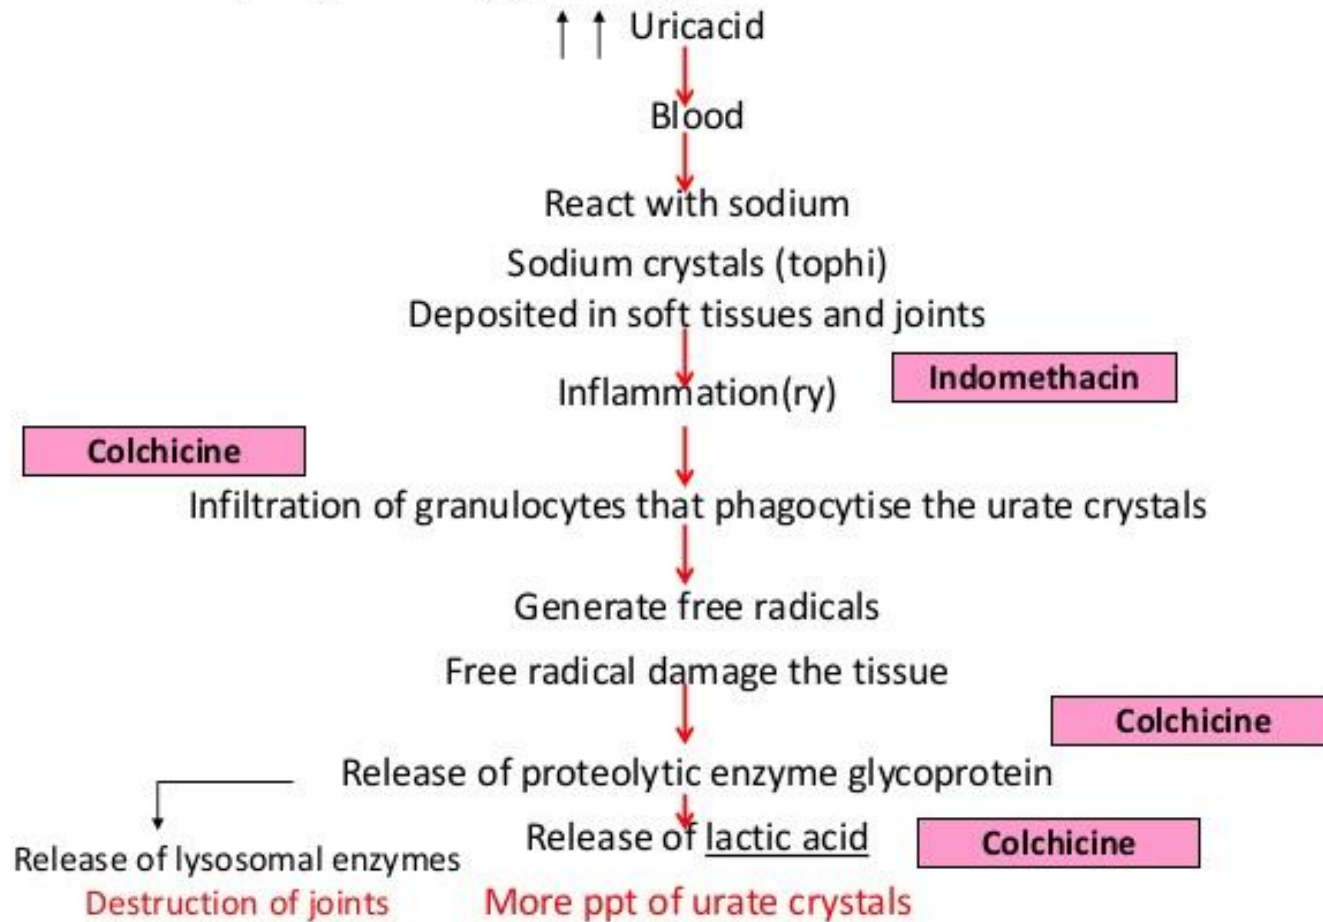 Uricacid
Blood
React with sodium
Sodium crystals (tophi)
Deposited in soft tissues and joints
Indomethacin
Inflammation(ry)
Colchicine
Infiltration of granulocytes that phagocytise the urate crystals
Generate free radicals
Free radical damage the tissue
Colchicine
Release of proteolytic enzyme glycoprotein
Release of lactic acid
Colchicine
Release of lysosomal enzymes
Destruction of joints
More ppt of urate crystals